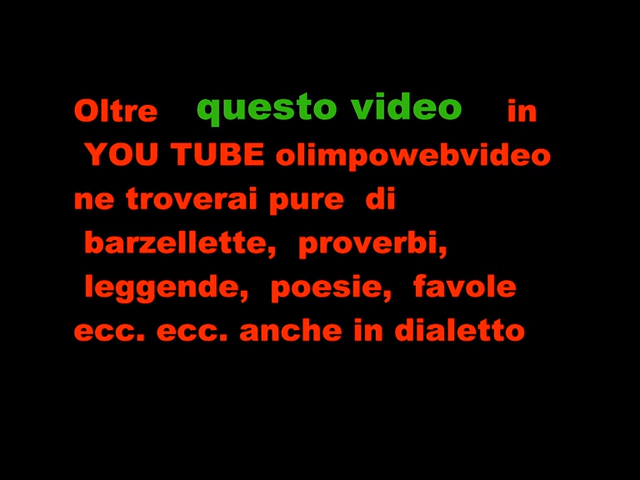 Oltre questo video in
YOU TUBE olimpowebvideo
ne troverai pure di
barzellette, proverbi,
leggende, poesie, favole
ecc. ecc. anche in dialetto